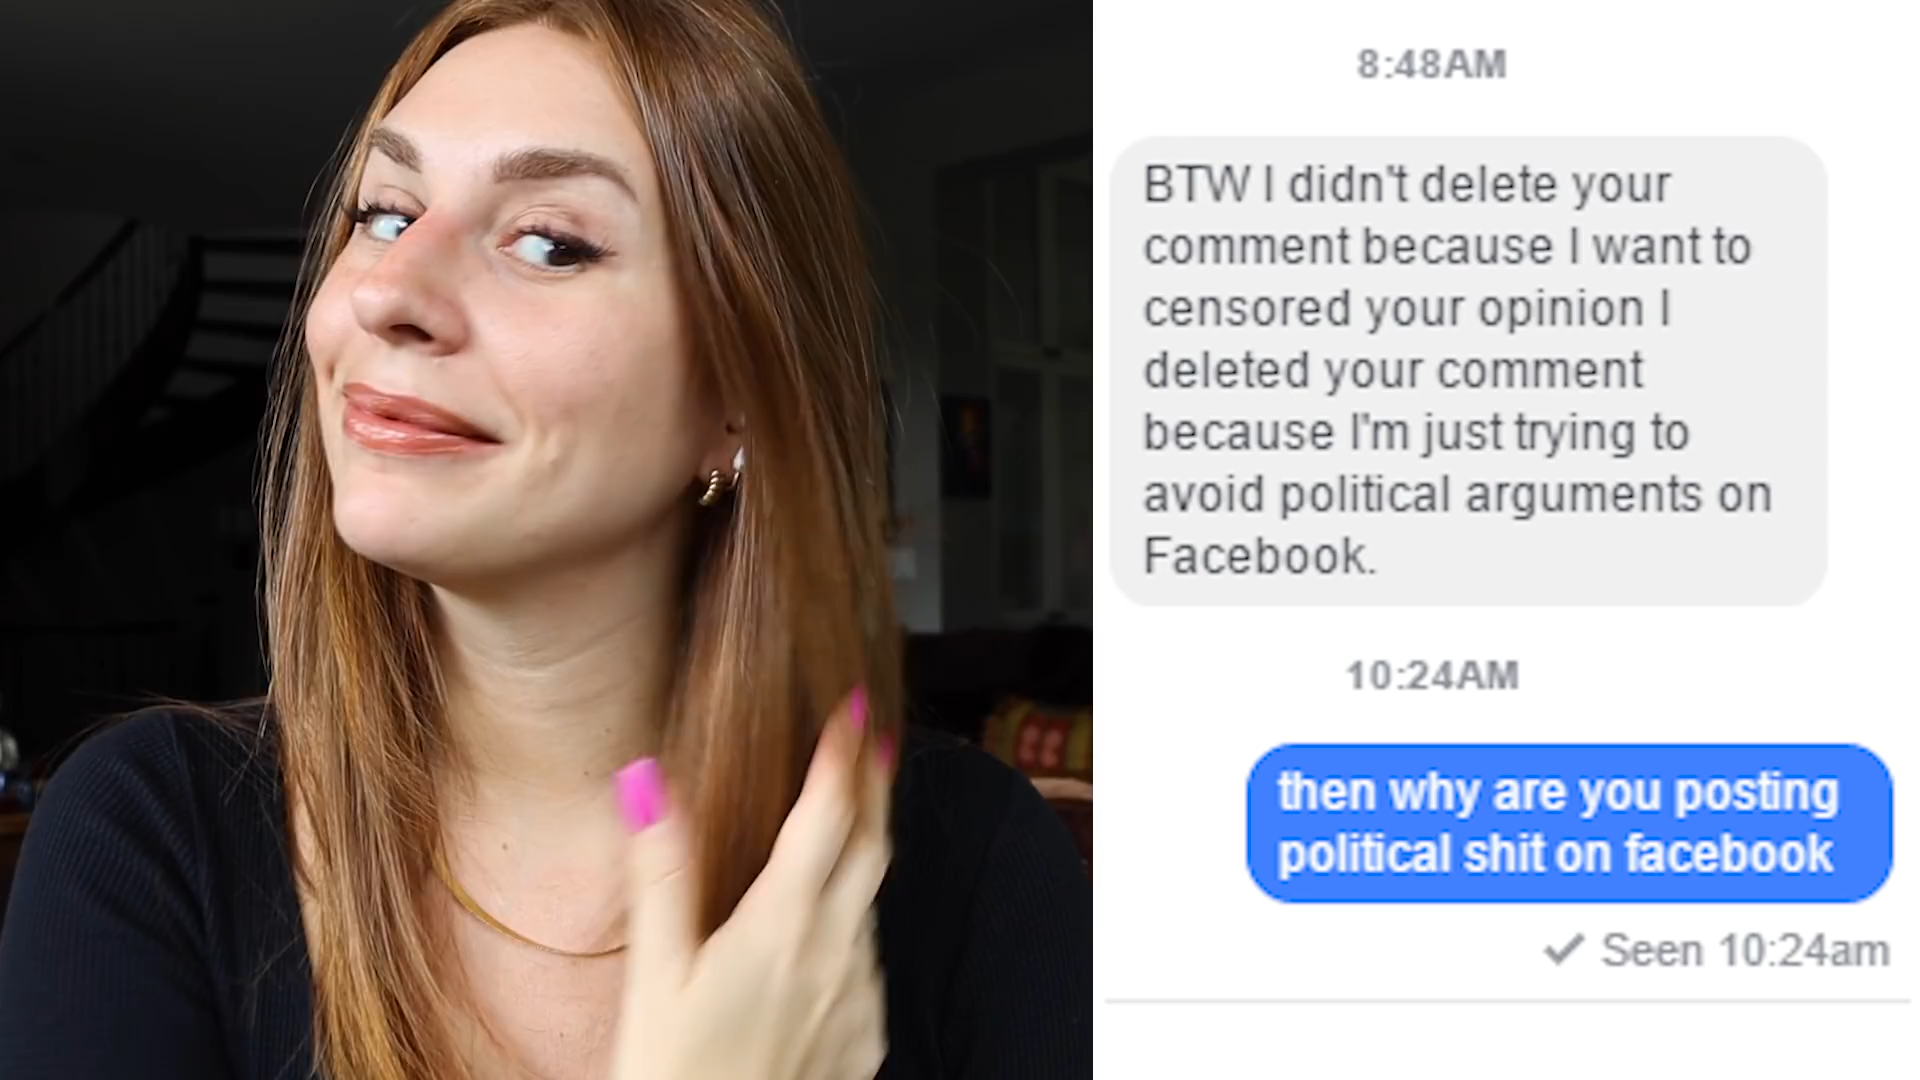 8:48AM
BTW I didn't delete your
comment because I want to
censored your opinion I
deleted your comment
because I'm just trying to
avoid political arguments on
Facebook.
10:24AM
then why are you posting
political shit on facebook
✓ Seen 10:24am